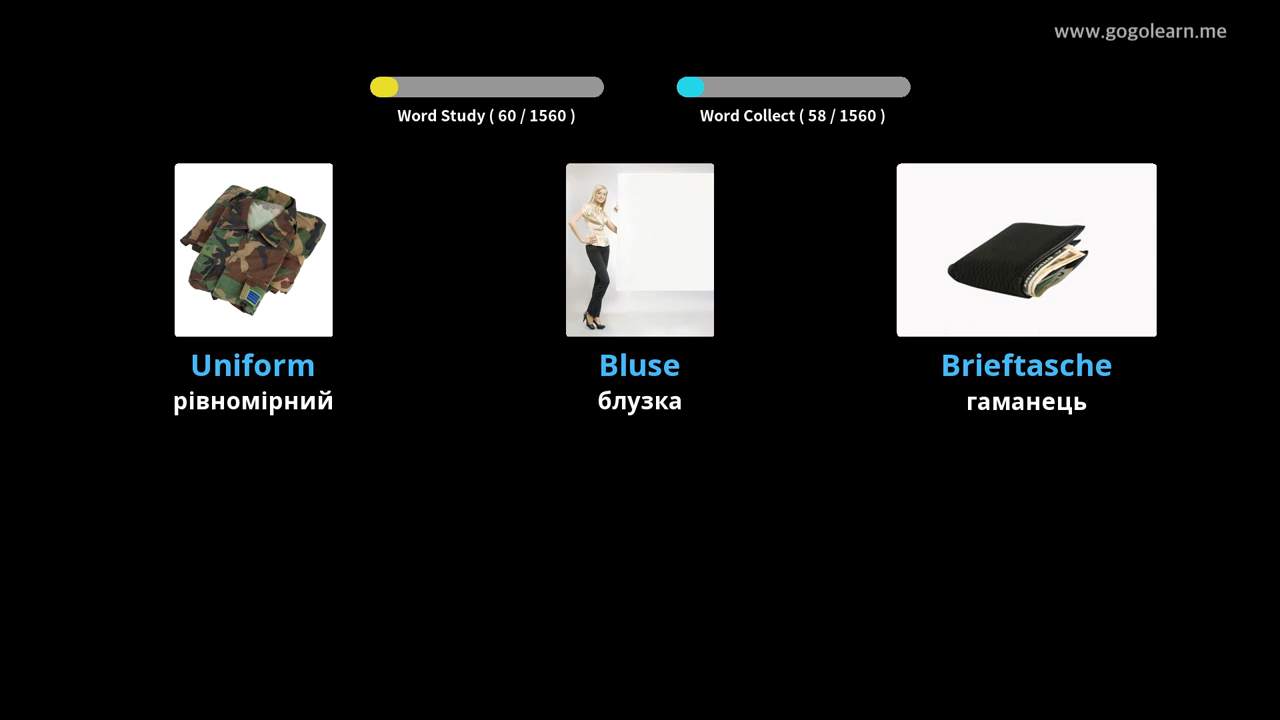 www.gogolearn.me
Word Study ( 60 / 1560 )
Word Collect ( 58 / 1560 )
Uniform
рівномірний
Bluse
блузка
Brieftasche
гаманець